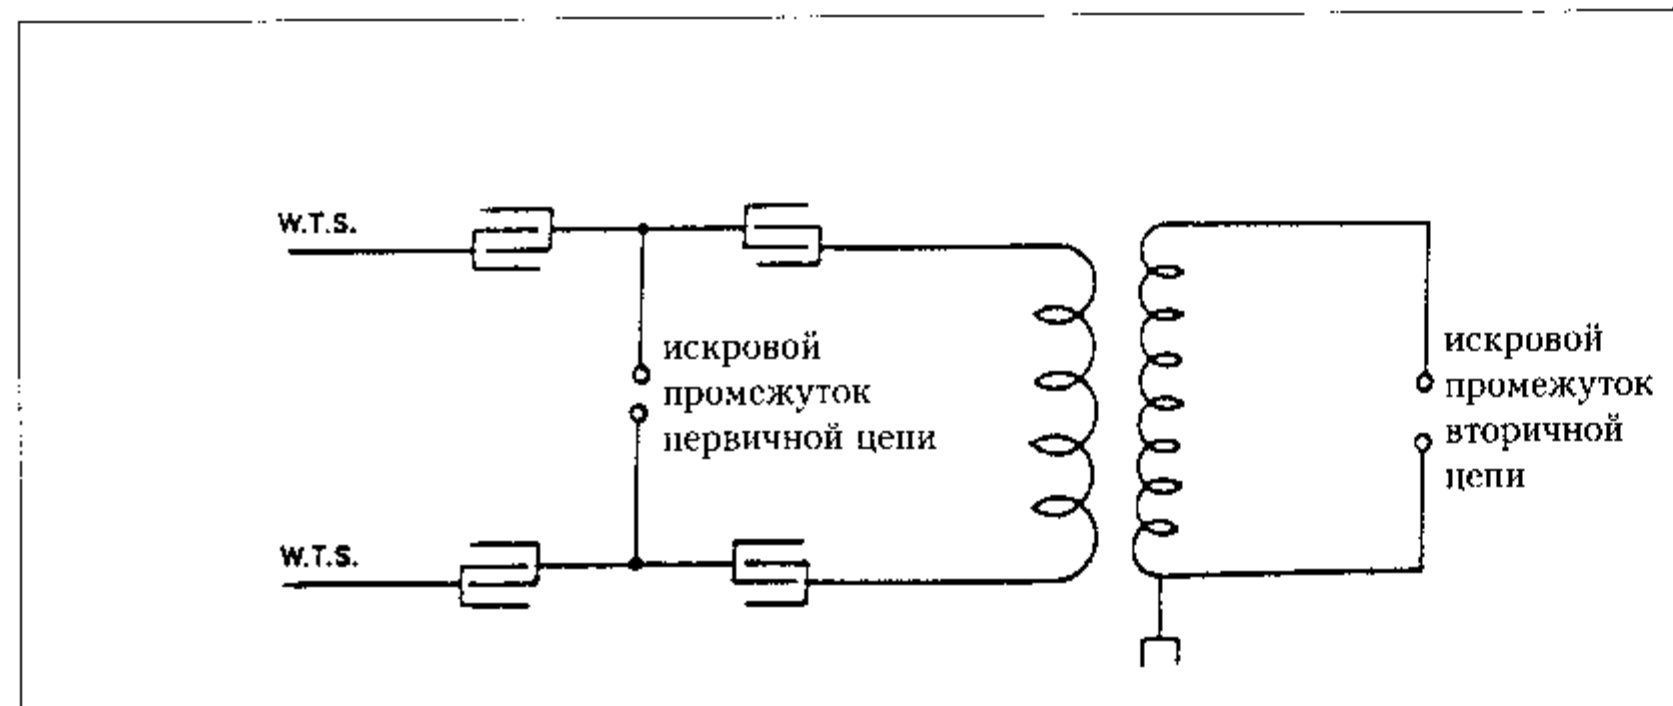 W.T.S.
искровой
промежуток
первичной цепи
искровой
промежуток
вторичной
цепи
W.T.S.